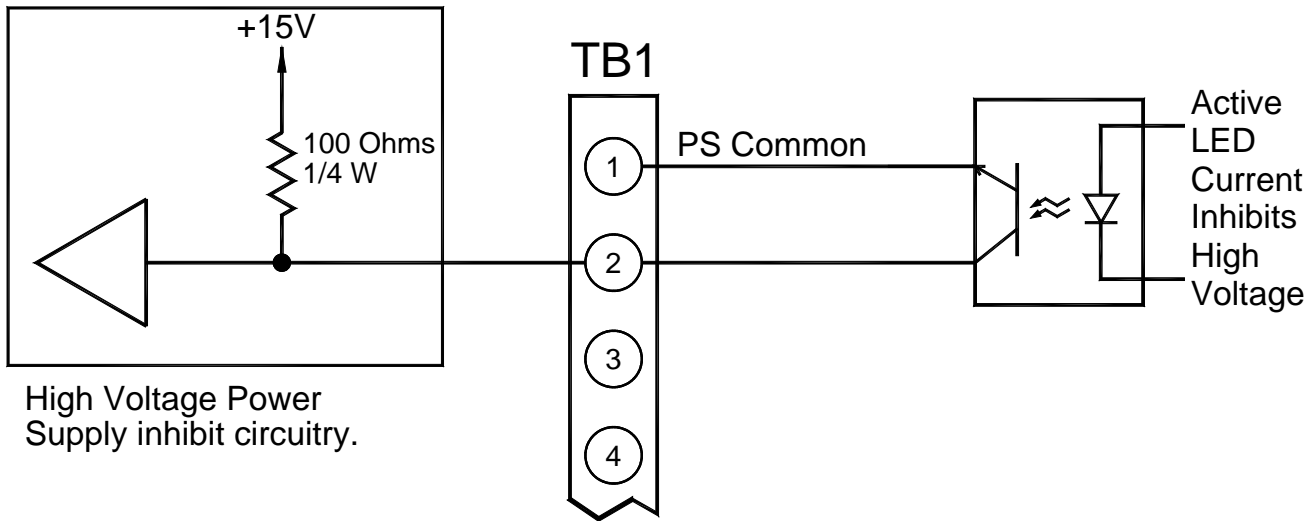 +15V
100 Ohms
1/4 W
High Voltage Power
Supply inhibit circuitry.
TB1
1
2
3
4
PS Common
Active
LED
Current
Inhibits
High
Voltage